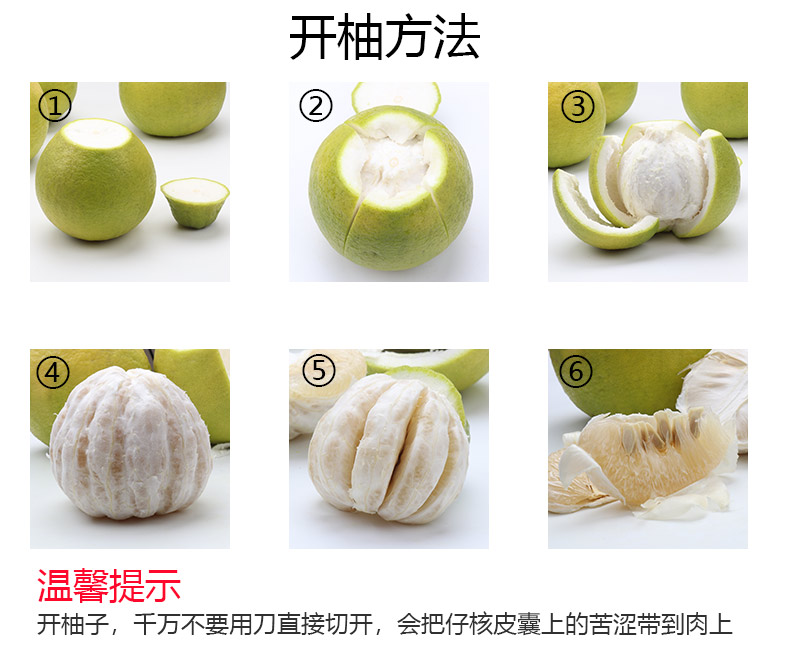 开柚方法
①
②
③
④
⑤
⑥
温馨提示
开柚子，千万不要用刀直接切开，会把仔核皮囊上的苦涩带到肉上